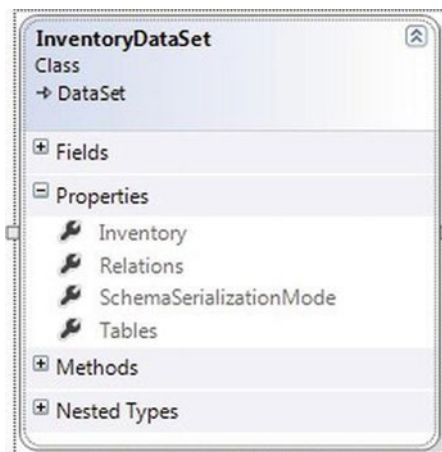 InventoryDataSet
Class
DataSet
Fields
Properties
Inventory
Relations
SchemaSerializationMode
Tables
Methods
Nested Types